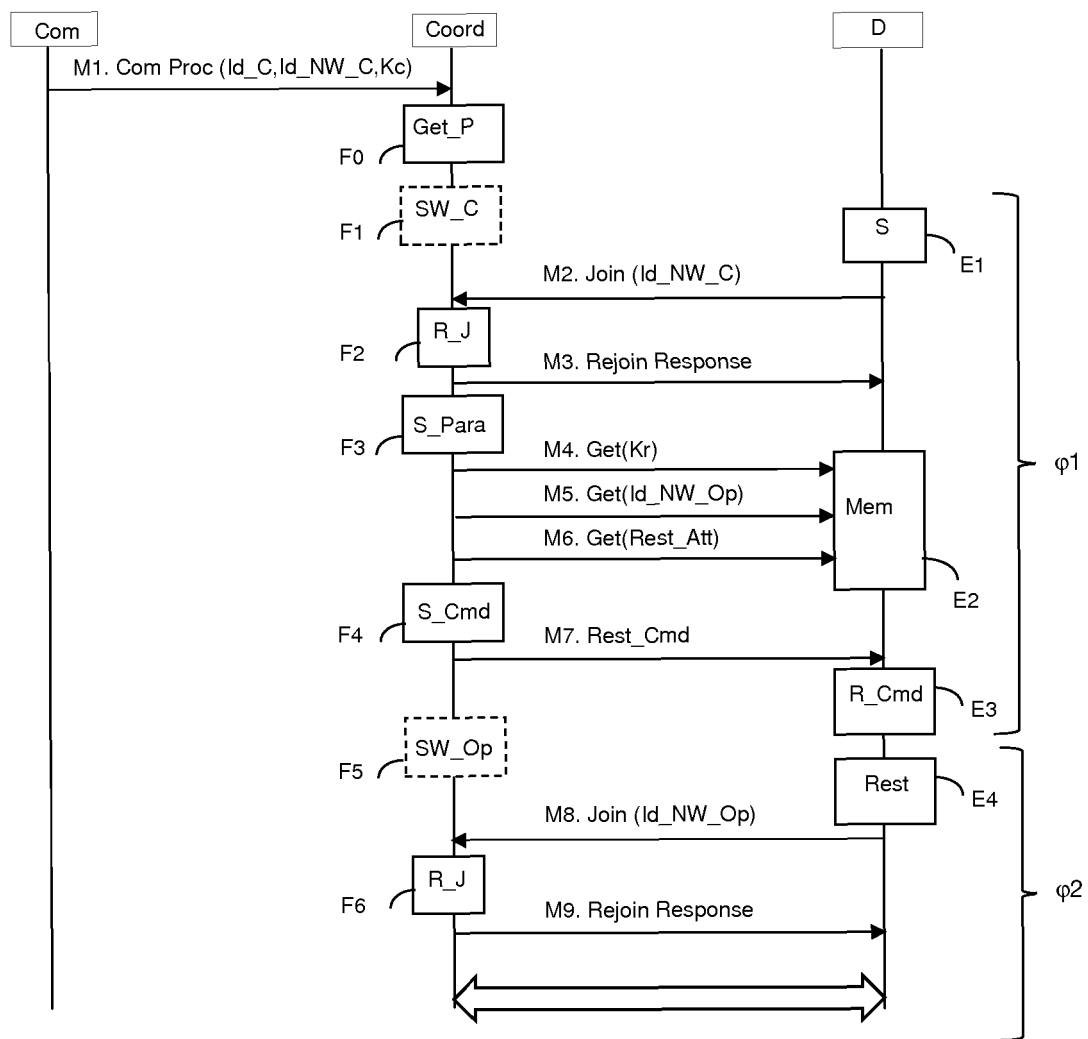 Com
Coord
D
M1. Com Proc (Id_C,Id_NW_C,Kc)
Get_P
F0
SW_C
F1
S
E1
M2. Join (Id_NW_C)
R_J
F2
M3. Rejoin Response
S_Para
F3
M4. Get(Kr)
φ1
M5. Get(Id_NW_Op)
Mem
M6. Get(Rest_Att)
E2
S_Cmd
F4
M7. Rest_Cmd
R_Cmd
E3
SW_Op
F5
Rest
E4
M8. Join (Id_NW_Op)
R_J
F6
φ2
M9. Rejoin Response